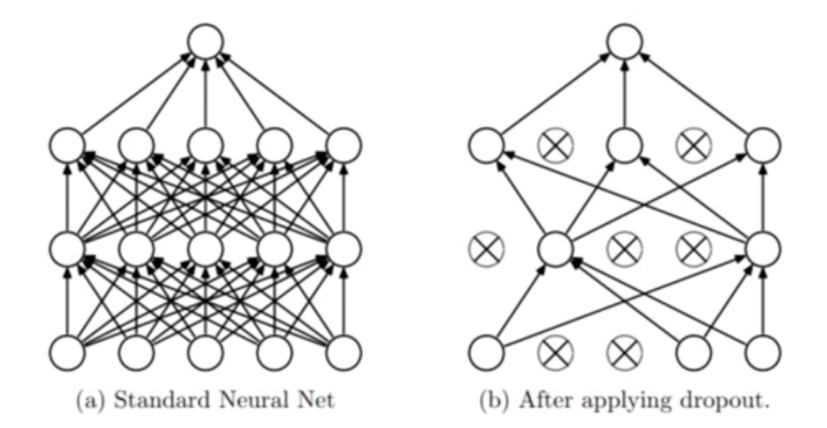 (a) Standard Neural Net
(b) After applying dropout.